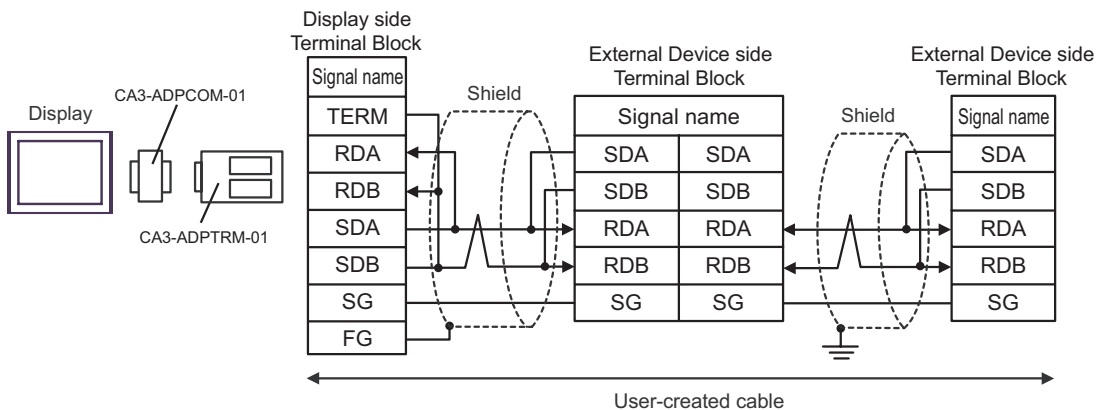 Display side
Terminal Block
External Device side
Terminal Block
External Device side
Terminal Block
Display
CA3-ADPCOM-01
CA3-ADPTRM-01
Signal name
TERM
RDA
RDB
SDA
SDB
SG
FG
Shield
Signal name
SDA SDA
SDB SDB
RDA RDA
RDB RDB
SG SG
Shield
Signal name
SDA
SDB
RDA
RDB
SG
User-created cable